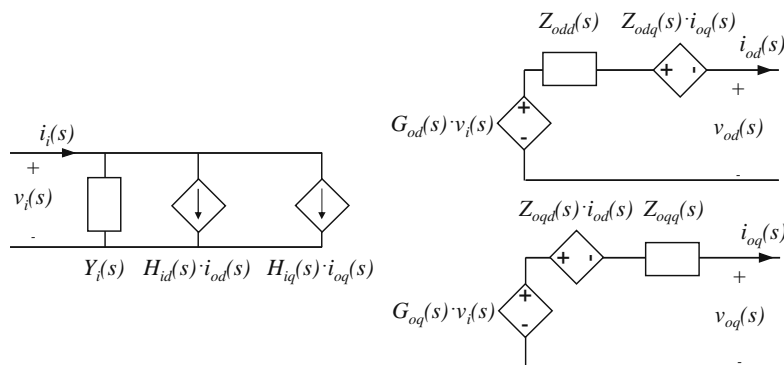 i_i(s)
+
v_i(s)
-
Y_i(s) H_id(s)·i_od(s) H_iq(s)·i_oq(s)
Z_odd(s) Z_odq(s)·i_oq(s)
i_od(s)
+ -
+
G_od(s)·v_i(s)
+
-
v_od(s)
-
Z_oqd(s)·i_od(s) Z_oqq(s)
i_oq(s)
+ -
+
G_oq(s)·v_i(s)
+
-
v_oq(s)
-